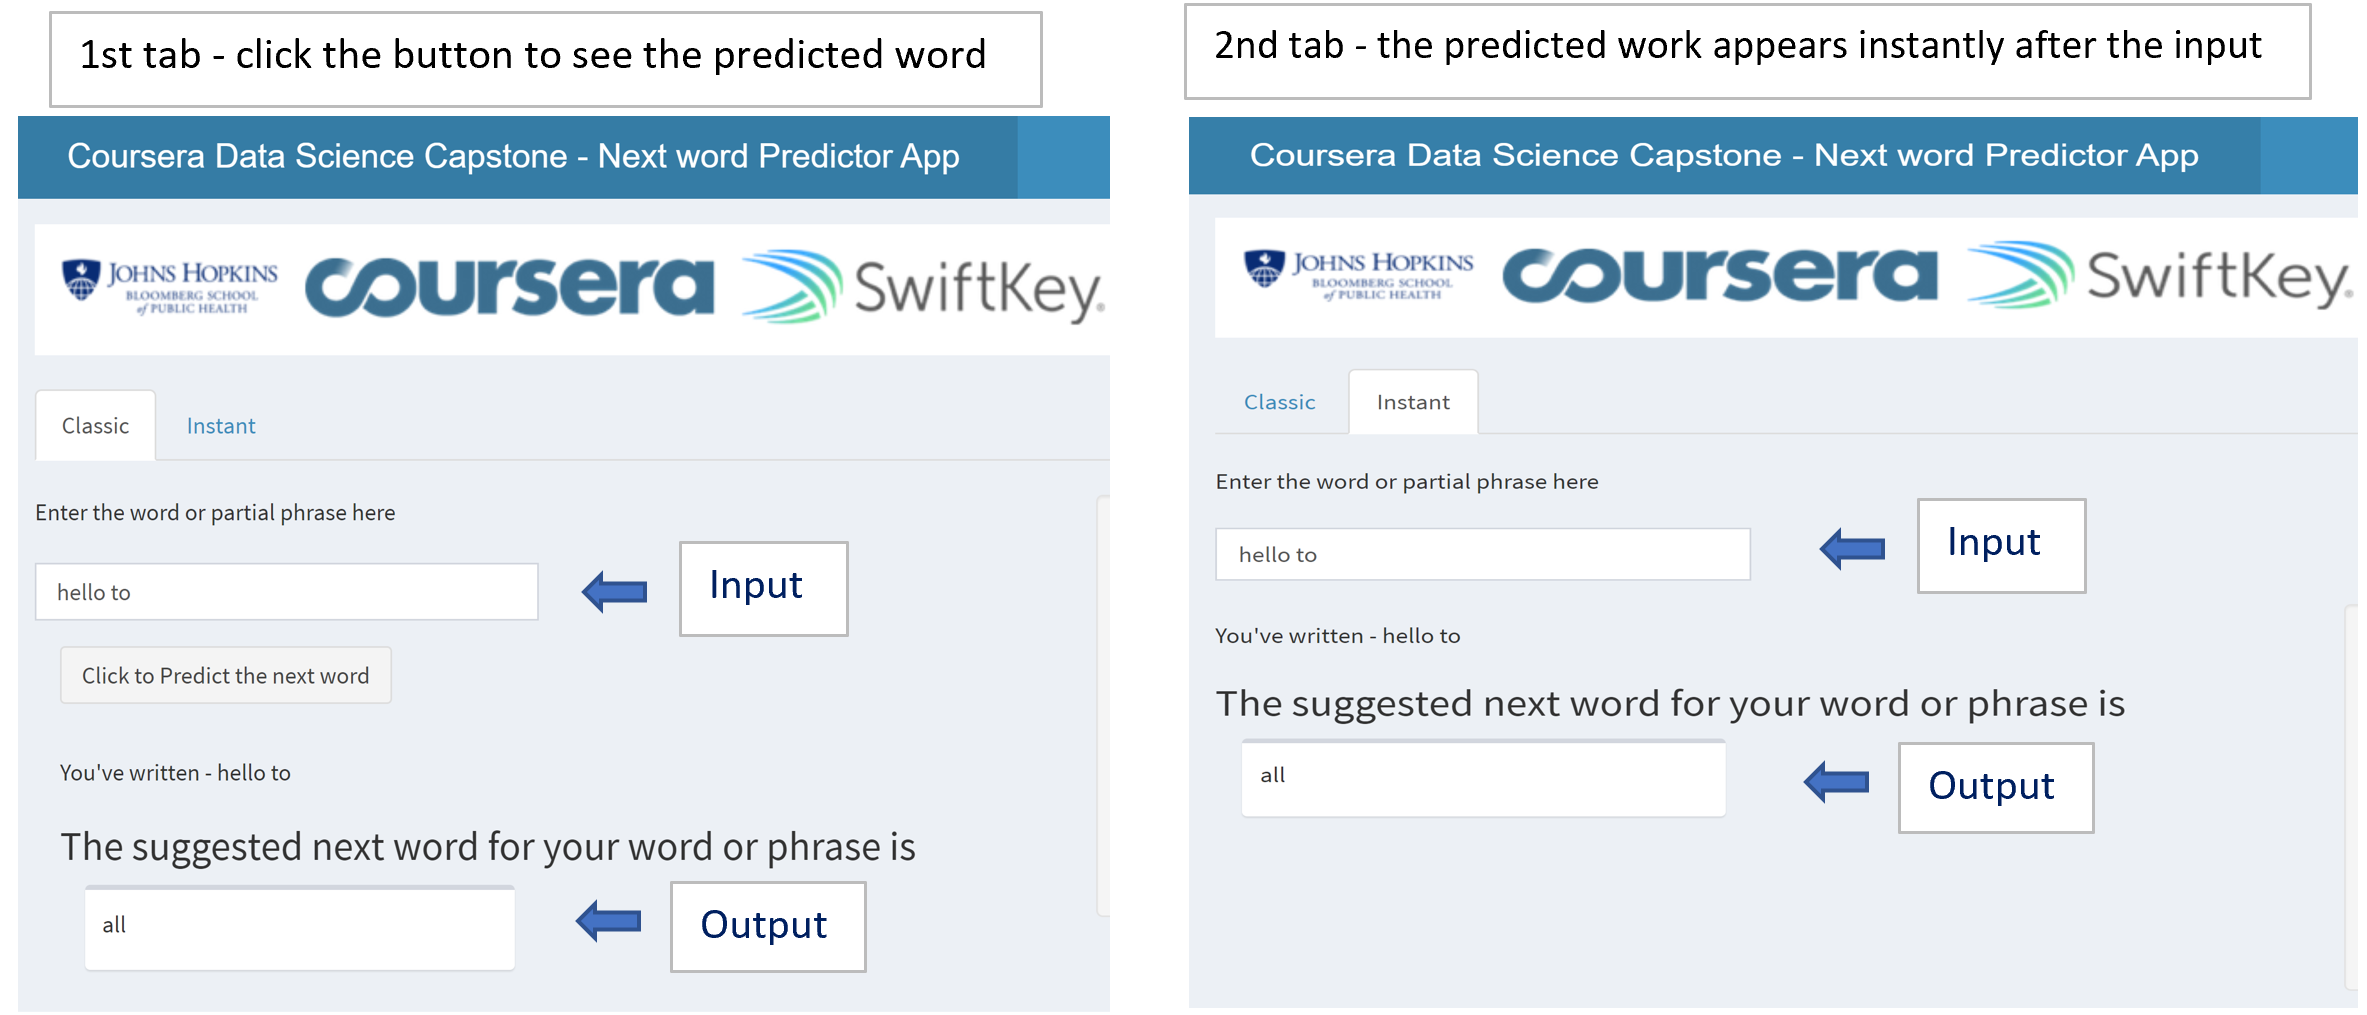 1st tab - click the button to see the predicted word
Coursera Data Science Capstone - Next word Predictor App
JOHNS HOPKINS
BLOOMBERG SCHOOL
of PUBLIC HEALTH
coursera
SwiftKey®
Classic
Instant
Enter the word or partial phrase here
hello to
Input
Click to Predict the next word
You've written - hello to
The suggested next word for your word or phrase is
all
Output
2nd tab - the predicted work appears instantly after the input
Coursera Data Science Capstone - Next word Predictor App
JOHNS HOPKINS
BLOOMBERG SCHOOL
of PUBLIC HEALTH
coursera
SwiftKey®
Classic
Instant
Enter the word or partial phrase here
hello to
Input
You've written - hello to
The suggested next word for your word or phrase is
all
Output